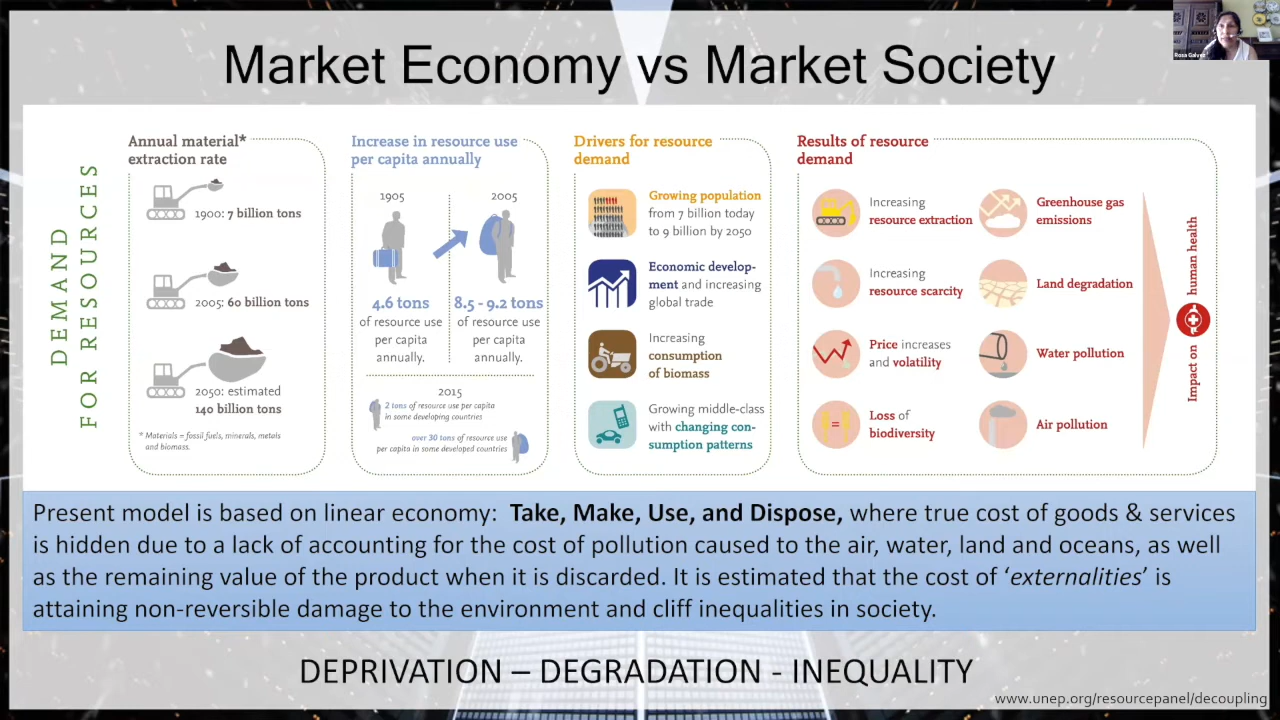 Market Economy vs Market Society
Rosa Galvez
DEMAND
FOR RESOURCES
Annual material*
extraction rate
1900: 7 billion tons
2005: 60 billion tons
2050: estimated
140 billion tons
* Materials = fossil fuels, minerals, metals
and biomass.
Increase in resource use
per capita annually
1905
2005
4.6 tons
of resource use
per capita
annually.
8.5 - 9.2 tons
of resource use
per capita
annually.
2015
2 tons of resource use per capita
in some developing countries
over 30 tons of resource use
per capita in some developed countries
Drivers for resource
demand
Growing population
from 7 billion today
to 9 billion by 2050
Economic develop-
ment and increasing
global trade
Increasing
consumption
of biomass
Growing middle-class
with changing con-
sumption patterns
Results of resource
demand
Increasing
resource extraction
Increasing
resource scarcity
Price increases
and volatility
Loss of
biodiversity
Greenhouse gas
emissions
Land degradation
Water pollution
Air pollution
Impact on human health
Present model is based on linear economy: Take, Make, Use, and Dispose, where true cost of goods & services
is hidden due to a lack of accounting for the cost of pollution caused to the air, water, land and oceans, as well
as the remaining value of the product when it is discarded. It is estimated that the cost of ‘externalities’ is
attaining non-reversible damage to the environment and cliff inequalities in society.
DEPRIVATION – DEGRADATION - INEQUALITY
www.unep.org/resourcepanel/decoupling